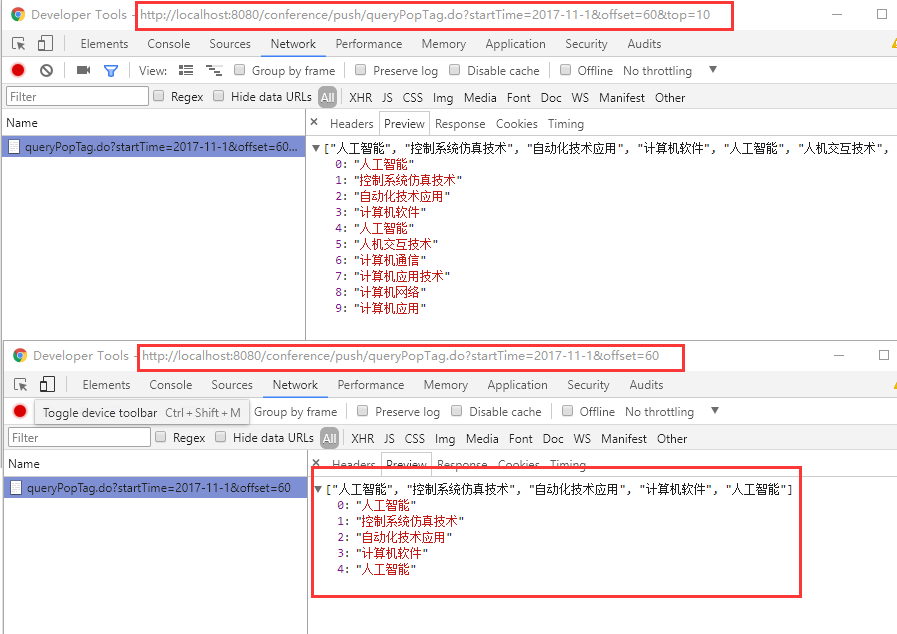 Developer Tools - http://localhost:8080/conference/push/queryPopTag.do?startTime=2017-11-1&offset=60&top=10
Elements Console Sources Network Performance Memory Application Security Audits
View: Group by frame Preserve log Disable cache Offline No throttling
Filter Regex Hide data URLs All XHR JS CSS Img Media Font Doc WS Manifest Other
Name × Headers Preview Response Cookies Timing
queryPopTag.do?startTime=2017-11-1&offset=60... ▼["人工智能", "控制系统仿真技术", "自动化技术应用", "计算机软件", "人工智能", "人机交互技术",
0: "人工智能"
1: "控制系统仿真技术"
2: "自动化技术应用"
3: "计算机软件"
4: "人工智能"
5: "人机交互技术"
6: "计算机通信"
7: "计算机应用技术"
8: "计算机网络"
9: "计算机应用"
Developer Tools - http://localhost:8080/conference/push/queryPopTag.do?startTime=2017-11-1&offset=60
Elements Console Sources Network Performance Memory Application Security Audits
Toggle device toolbar Ctrl+Shift+M Group by frame Preserve log Disable cache Offline No throttling
Filter Regex Hide data URLs All XHR JS CSS Img Media Font Doc WS Manifest Other
Name × Headers Preview Response Cookies Timing
queryPopTag.do?startTime=2017-11-1&offset=60 ▼["人工智能", "控制系统仿真技术", "自动化技术应用", "计算机软件", "人工智能"]
0: "人工智能"
1: "控制系统仿真技术"
2: "自动化技术应用"
3: "计算机软件"
4: "人工智能"